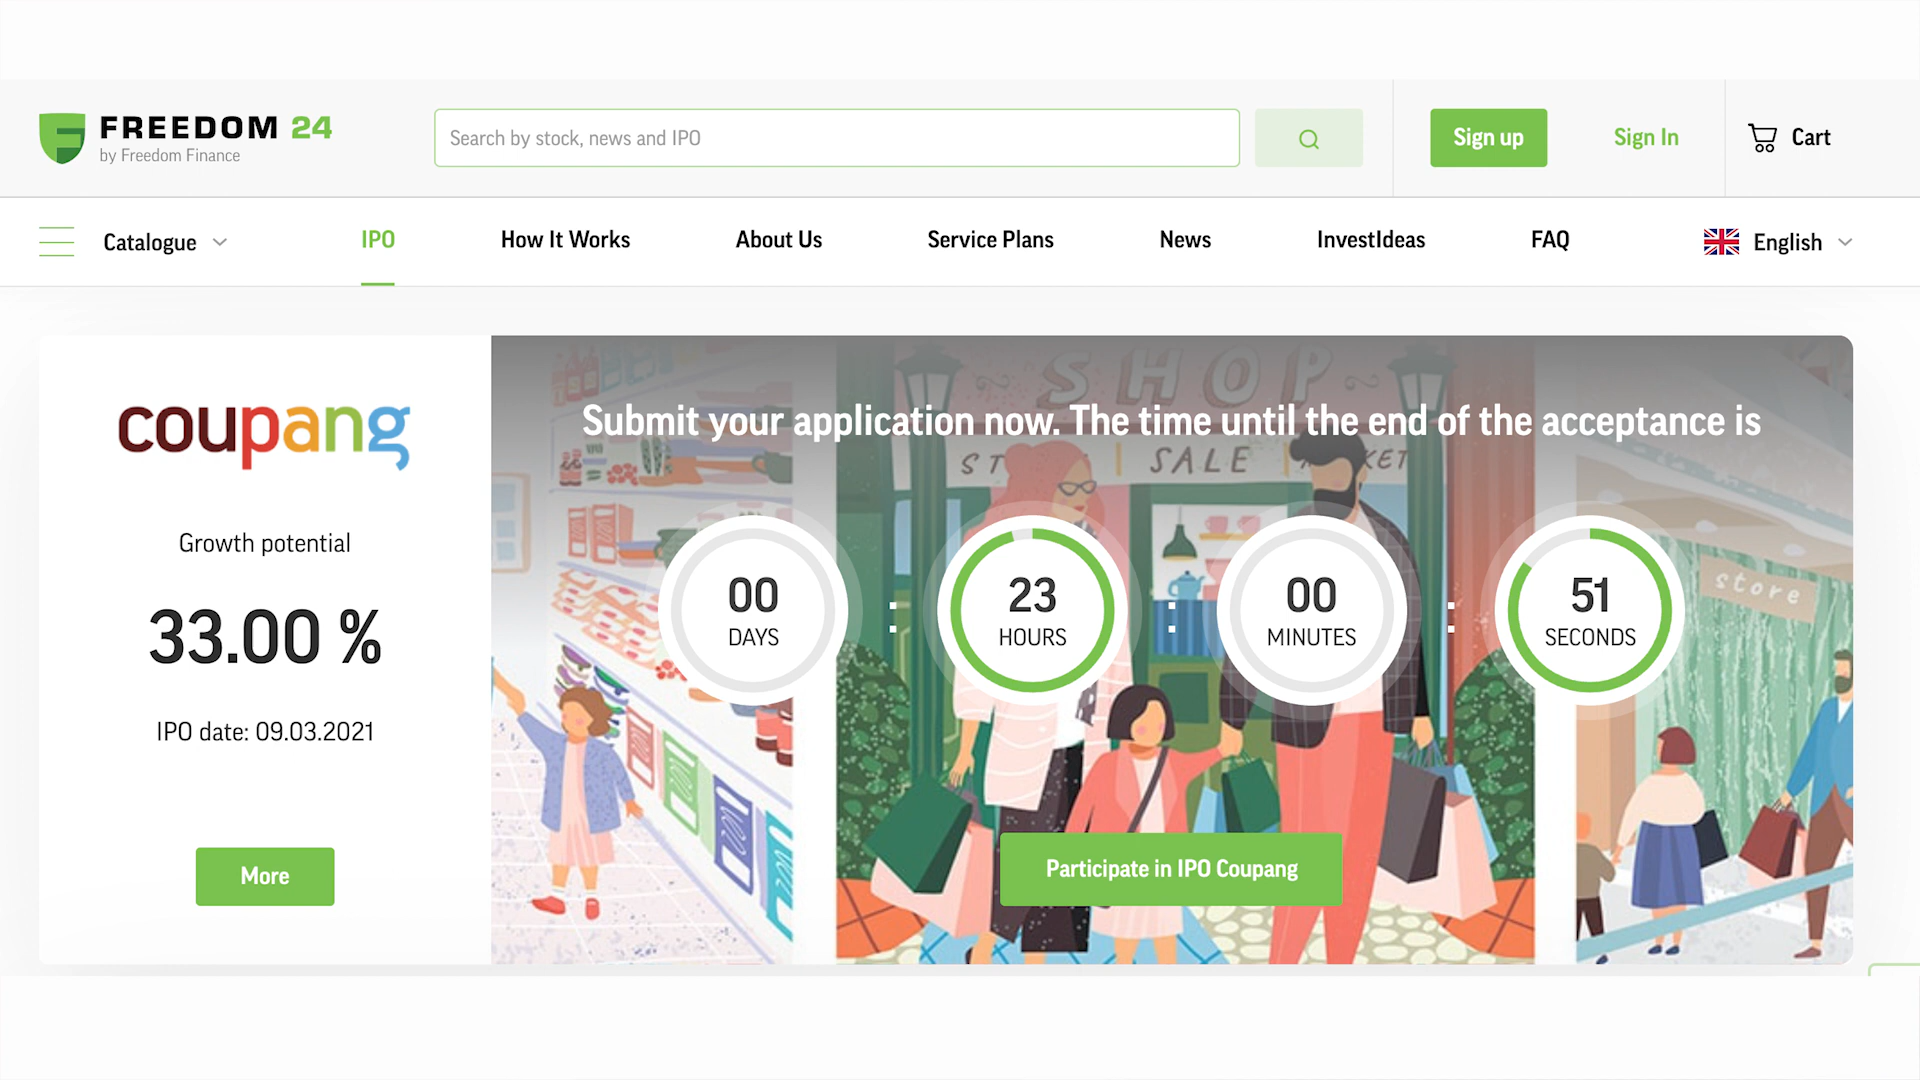 FREEDOM 24
by Freedom Finance
Search by stock, news and IPO
Sign up
Sign In
Cart
Catalogue
IPO
How It Works
About Us
Service Plans
News
InvestIdeas
FAQ
English
coupang
Growth potential
33.00 %
IPO date: 09.03.2021
More
SHOP
Submit your application now. The time until the end of the acceptance is
SALE
00
DAYS
:
23
HOURS
:
00
MINUTES
:
51
SECONDS
store
Participate in IPO Coupang